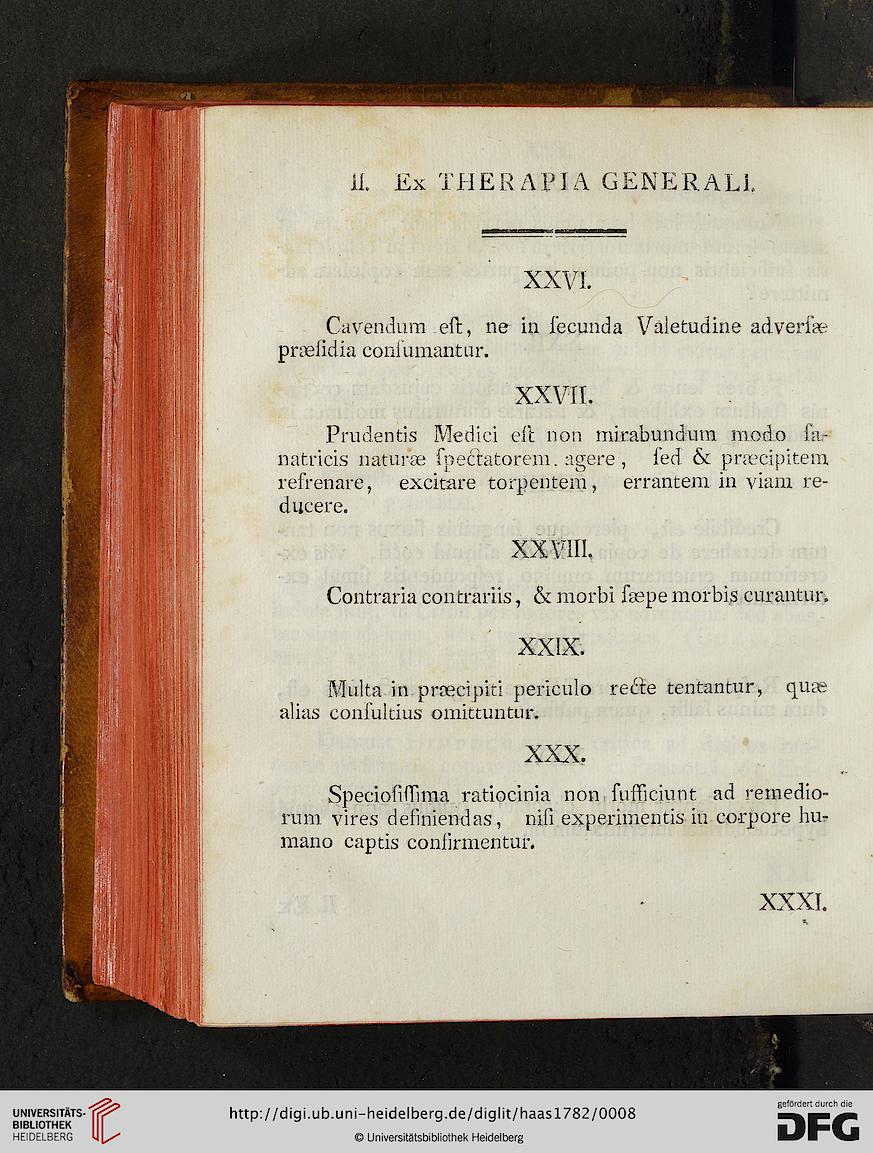 II. Ex THERAPIA GENERALI.
XXVI.
Cavendum eſt, ne in ſecunda Valetudine adverſæ
præſidia conſumantur.
XXVII.
Prudentis Medici eſt non mirabundum modo ſa-
natricis naturæ ſpectatorem. agere, ſed & præcipitem
refrenare, excitare torpentem, errantem in viam re-
ducere.
XXVIII.
Contraria contrariis, & morbi ſæpe morbis curantur.
XXIX.
Multa in præcipiti periculo recte tentantur, quæ
alias conſultius omittuntur.
XXX.
Specioſiſſima ratiocinia non ſufficiunt ad remedio-
rum vires definiendas, niſi experimentis in corpore hu-
mano captis confirmentur.
XXXI.
UNIVERSITÄTS-
BIBLIOTHEK
HEIDELBERG
http://digi.ub.uni-heidelberg.de/diglit/haas1782/0008
© Universitätsbibliothek Heidelberg
gefördert durch die
DFG